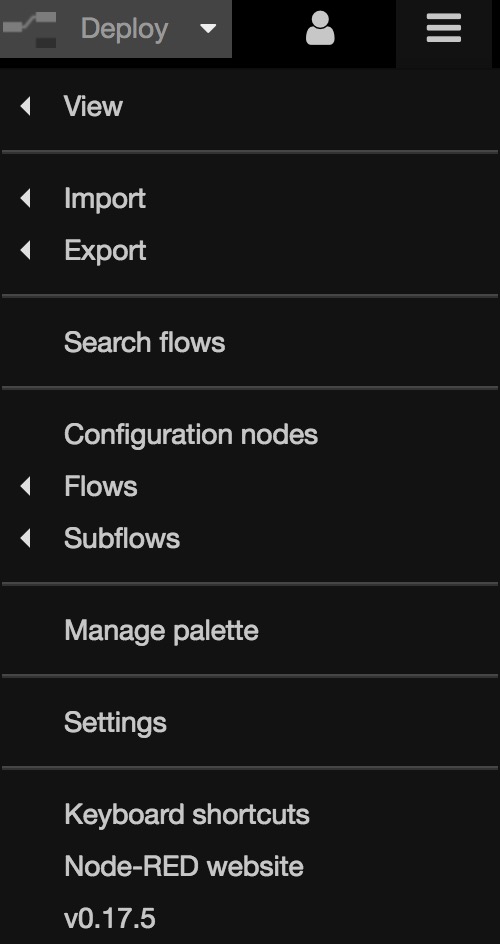 Deploy
View
Import
Export
Search flows
Configuration nodes
Flows
Subflows
Manage palette
Settings
Keyboard shortcuts
Node-RED website
v0.17.5